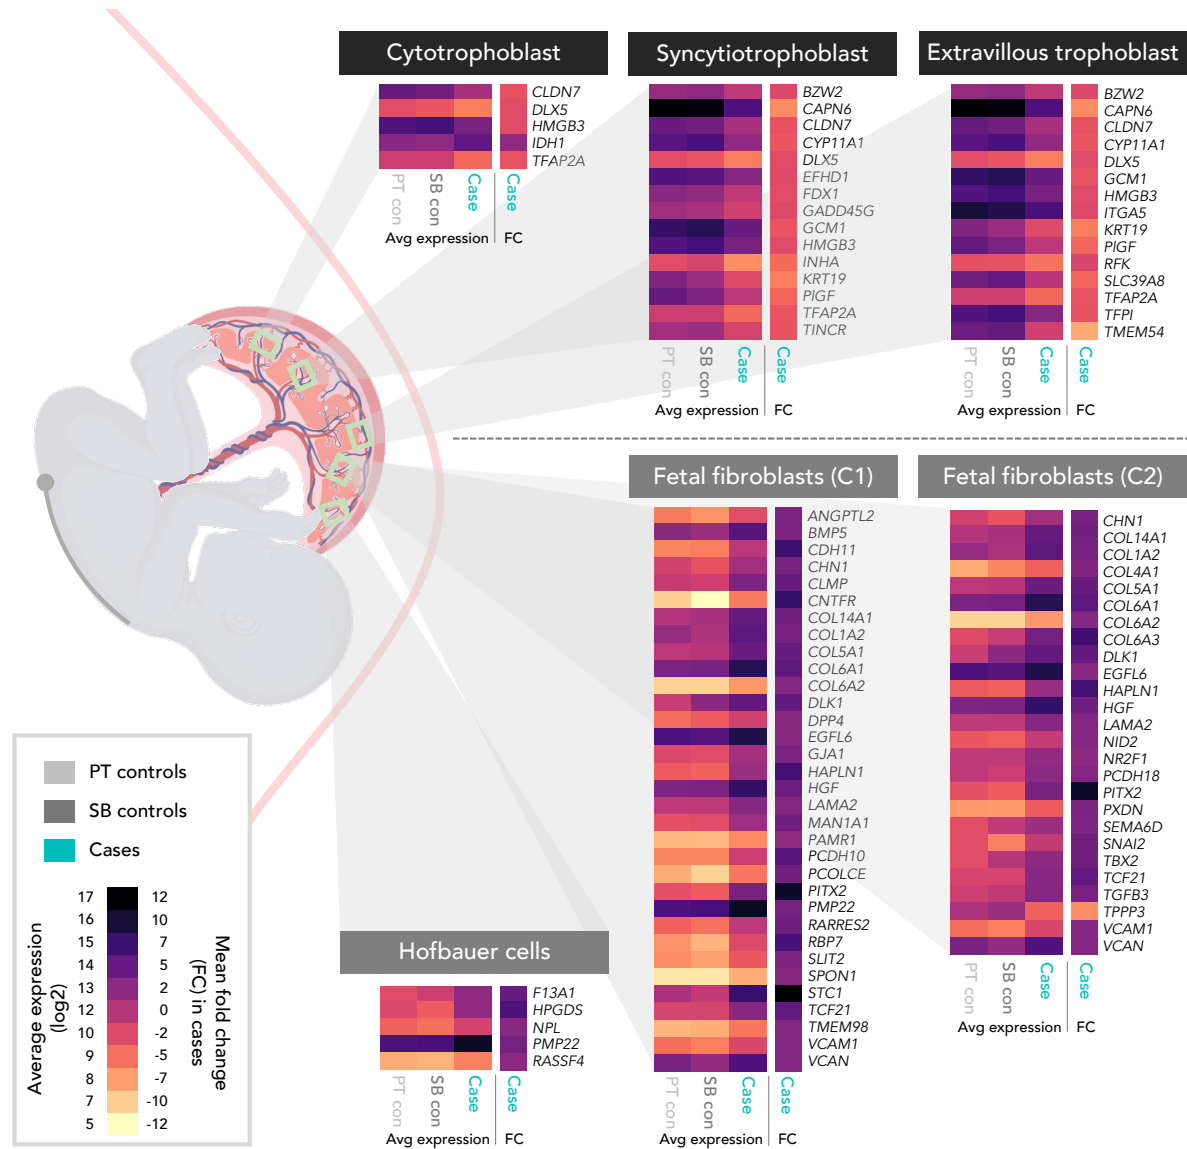 Cytotrophoblast
CLDN7
DLX5
HMGB3
IDH1
TFAP2A
PT con
SB con
Case
Case
Avg expression
FC
Syncytiotrophoblast
BZW2
CAPN6
CLDN7
CYP11A1
DLX5
EFHD1
FDX1
GADD45G
GCM1
HMGB3
INHA
KRT19
PIGF
TFAP2A
TINCR
PT con
SB con
Case
Case
Avg expression
FC
Extravillous trophoblast
BZW2
CAPN6
CLDN7
CYP11A1
DLX5
GCM1
HMGB3
ITGA5
KRT19
PIGF
RFK
SLC39A8
TFAP2A
TFPI
TMEM54
PT con
SB con
Case
Case
Avg expression
FC
Fetal fibroblasts (C1)
ANGPTL2
BMP5
CDH11
CHN1
CLMP
CNTFR
COL14A1
COL1A2
COL5A1
COL6A1
COL6A2
DLK1
DPP4
EGFL6
GJA1
HAPLN1
HGF
LAMA2
MAN1A1
PAMR1
PCDH10
PCOLCE
PITX2
PMP22
RARRES2
RBP7
SLIT2
SPON1
STC1
TCF21
TMEM98
VCAM1
VCAN
PT con
SB con
Case
Case
Avg expression
FC
Fetal fibroblasts (C2)
CHN1
COL14A1
COL1A2
COL4A1
COL5A1
COL6A1
COL6A2
COL6A3
DLK1
EGFL6
HAPLN1
HGF
LAMA2
NID2
NR2F1
PCDH18
PITX2
PXDN
SEMA6D
SNAI2
TBX2
TCF21
TGFB3
TPPP3
VCAM1
VCAN
PT con
SB con
Case
Case
Avg expression
FC
Hofbauer cells
F13A1
HPGDS
NPL
PMP22
RASSF4
PT con
SB con
Case
Case
Avg expression
FC
PT controls
SB controls
Cases
Average expression
(log2)
17
16
15
14
13
12
10
9
8
7
5
12
10
7
5
2
0
-2
-5
-7
-10
-12
Mean fold change
(FC) in cases